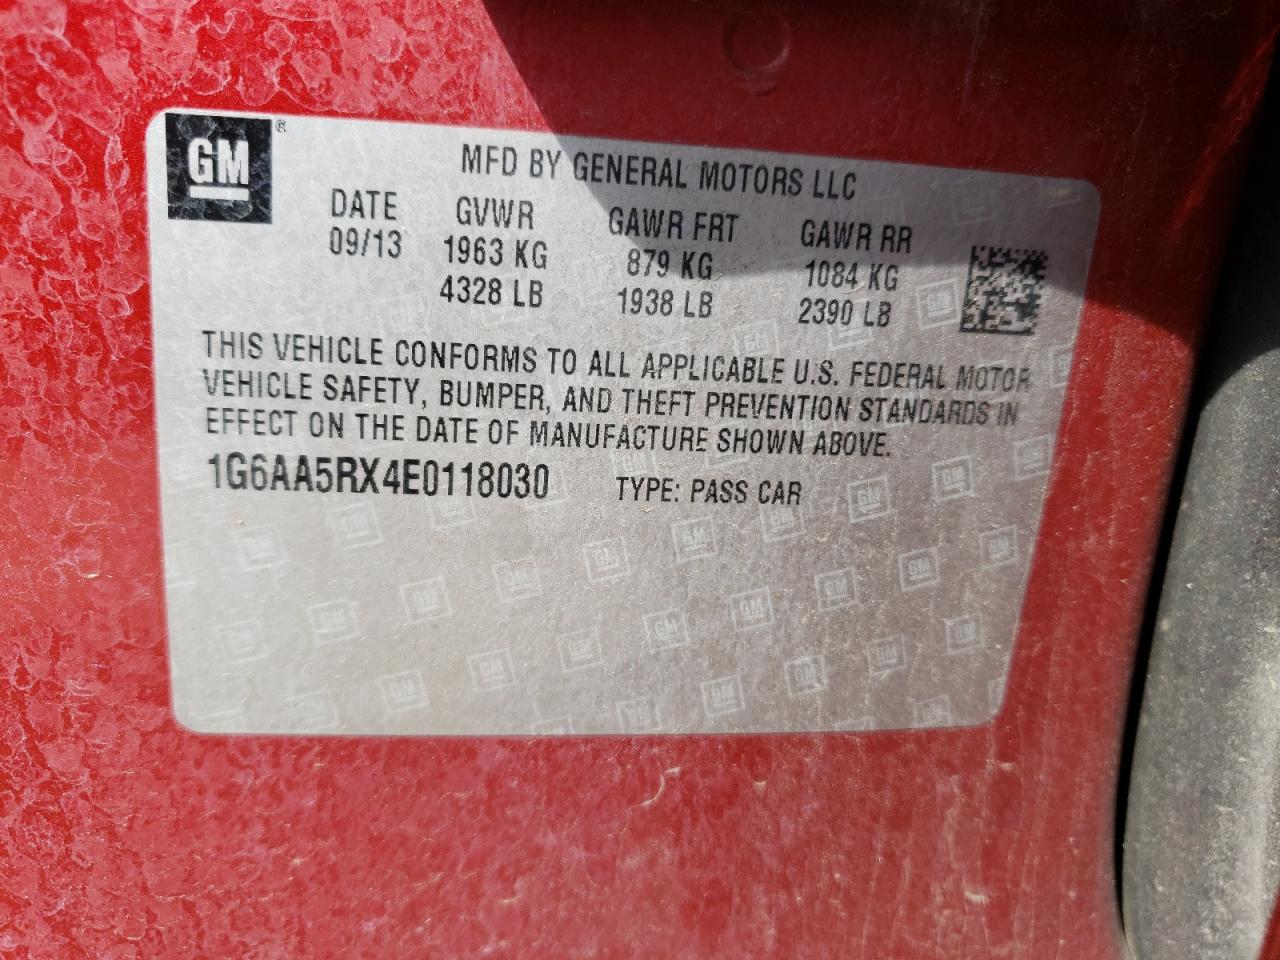 GM®
MFD BY GENERAL MOTORS LLC
DATE GVWR GAWR FRT GAWR RR
09/13 1963 KG 879 KG 1084 KG
4328 LB 1938 LB 2390 LB
THIS VEHICLE CONFORMS TO ALL APPLICABLE U.S. FEDERAL MOTOR
VEHICLE SAFETY, BUMPER, AND THEFT PREVENTION STANDARDS IN
EFFECT ON THE DATE OF MANUFACTURE SHOWN ABOVE.
1G6AA5RX4E0118030 TYPE: PASS CAR